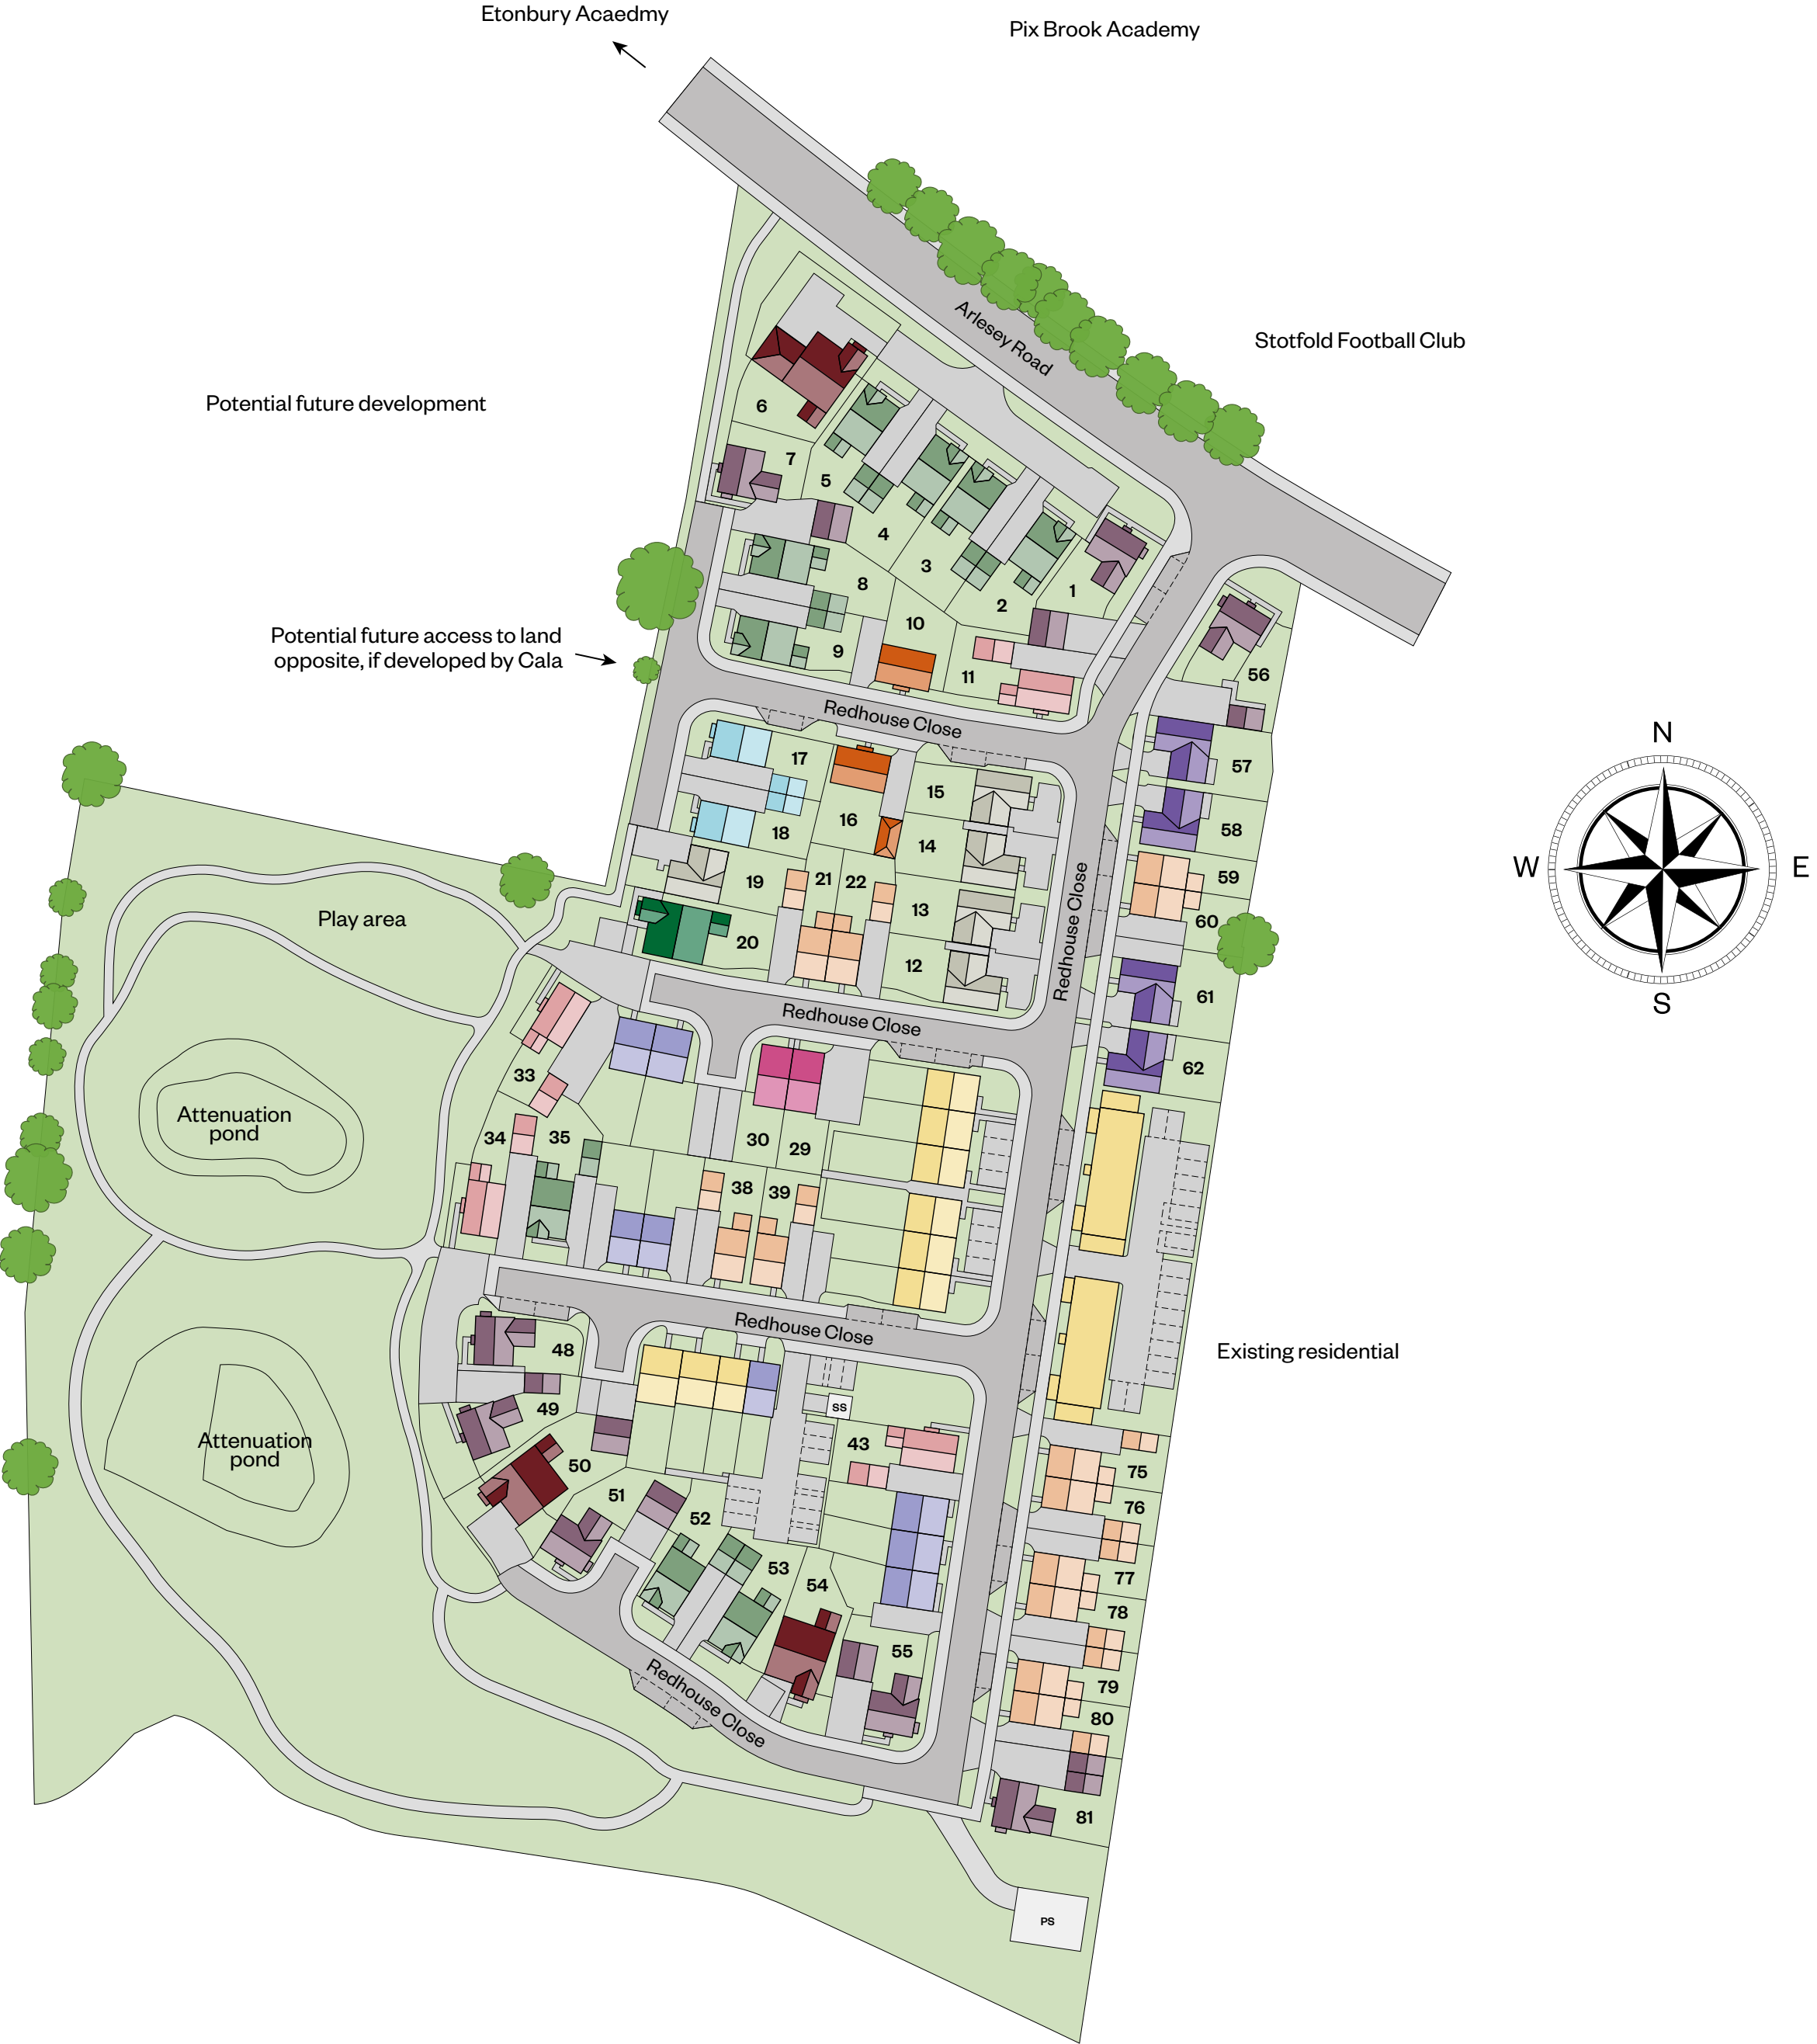 Etonbury Acaedmy
Pix Brook Academy
Arlesey Road
Stotfold Football Club
Potential future development
6
7
5
4
3
2
1
8
10
9
11
56
Potential future access to land
opposite, if developed by Cala
Redhouse Close
17
15
57
16
18
14
58
19
21
22
13
59
20
12
60
61
62
Redhouse Close
N
W
E
S
Play area
Redhouse Close
33
34
35
30
29
38
39
Attenuation
pond
Redhouse Close
48
49
50
51
52
53
54
55
43
SS
Existing residential
Attenuation
pond
75
76
77
78
79
80
81
Redhouse Close
PS